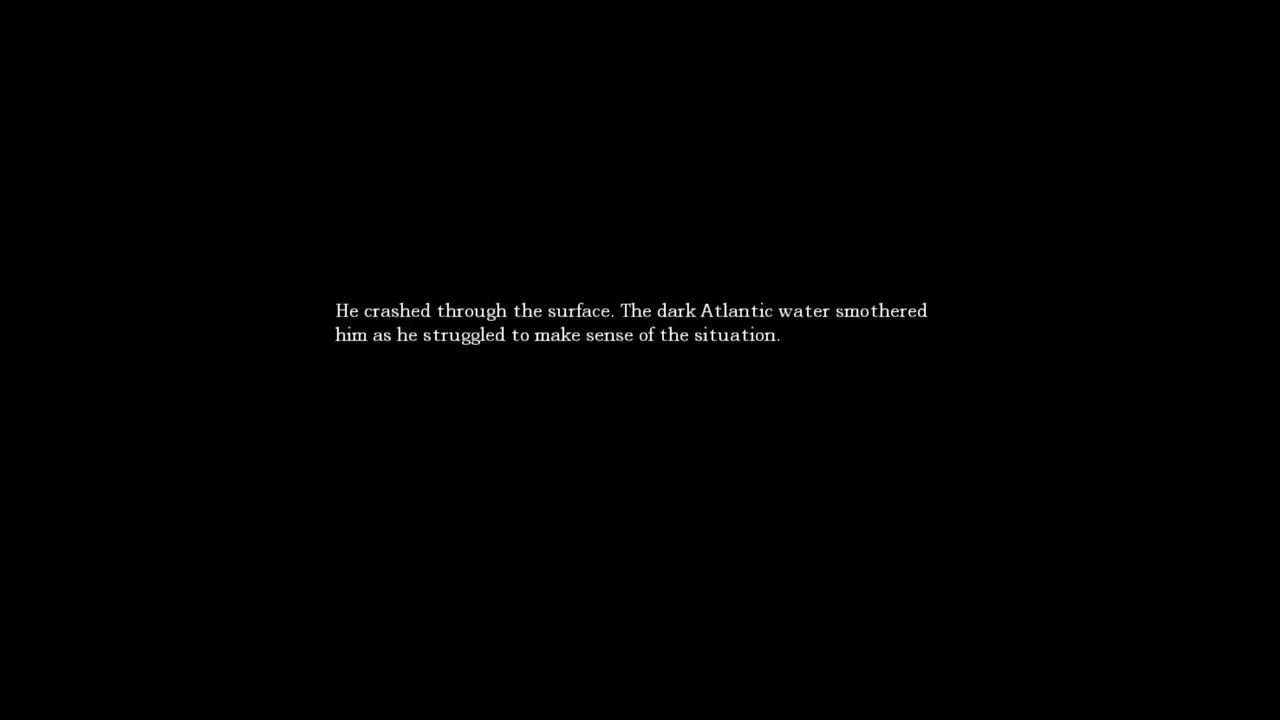 He crashed through the surface. The dark Atlantic water smothered
him as he struggled to make sense of the situation.